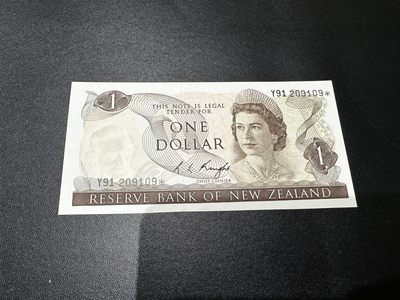 Y91 209109*
1
THIS NOTE IS LEGAL
TENDER FOR
ONE
DOLLAR
1
R. L. Knight
Y91 209109*
CHIEF CASHIER
RESERVE BANK OF NEW ZEALAND